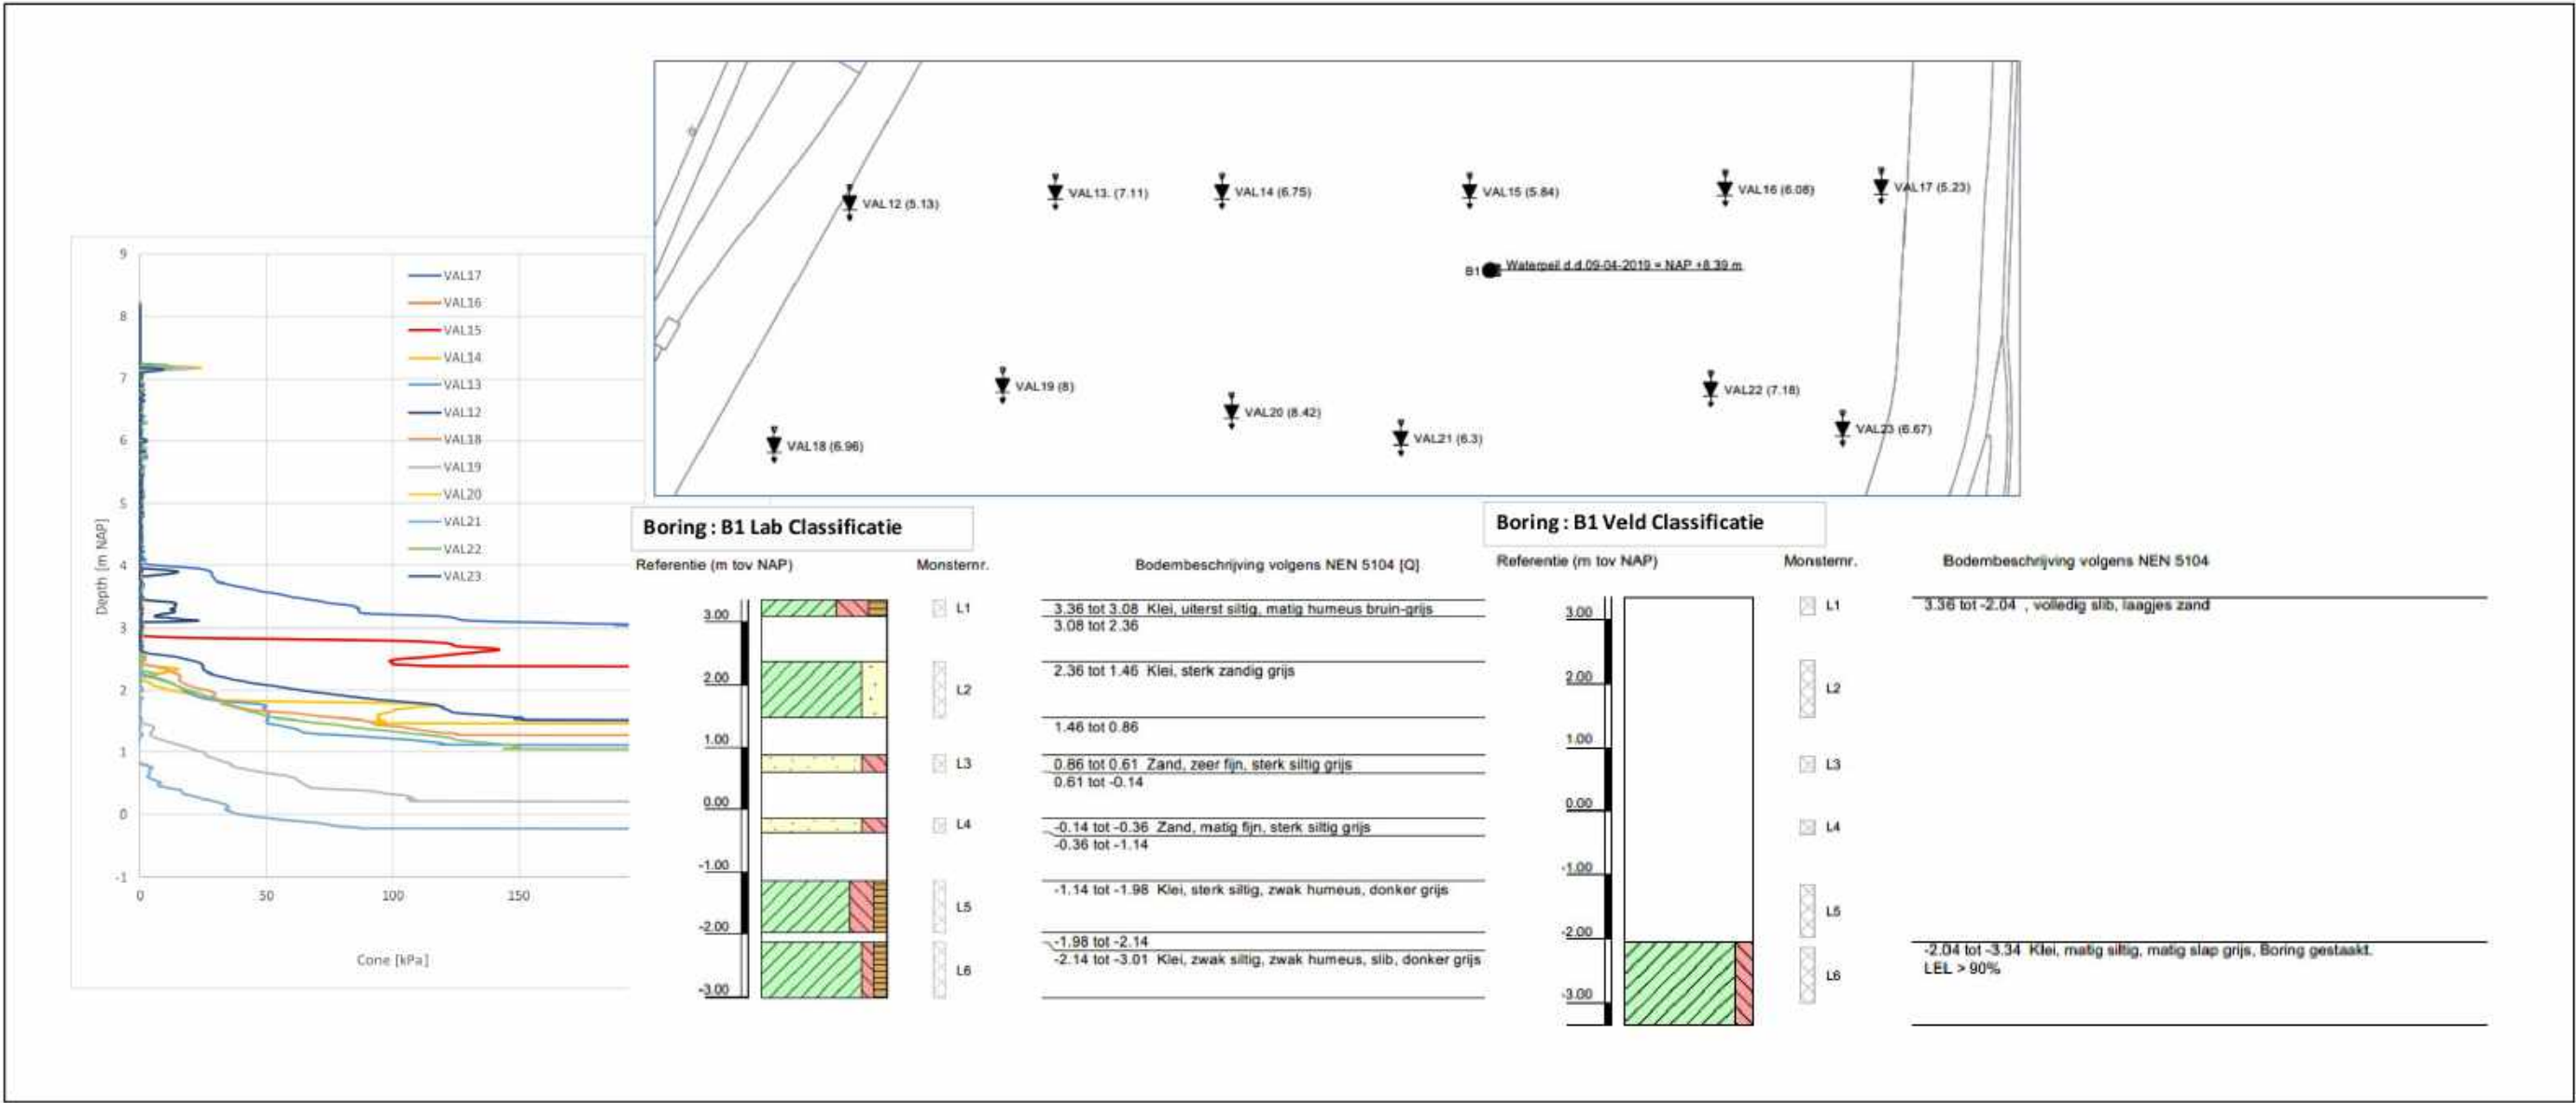 VAL12 (5.13)
VAL13. (7.11)
VAL14 (6.75)
VAL15 (5.84)
VAL16 (6.08)
VAL17 (5.23)
B1
Waterpeil d.d.09-04-2019 = NAP +8.39 m
VAL19 (8)
VAL20 (8.42)
VAL22 (7.18)
VAL18 (6.96)
VAL21 (6.3)
VAL23 (6.67)
Depth [m NAP]
9
8
7
6
5
4
3
2
1
0
-1
0
50
100
150
Cone [kPa]
VAL17
VAL16
VAL15
VAL14
VAL13
VAL12
VAL18
VAL19
VAL20
VAL21
VAL22
VAL23
Boring : B1 Lab Classificatie
Referentie (m tov NAP)
Monsternr.
Bodembeschrijving volgens NEN 5104 [Q]
3.00
2.00
1.00
0.00
-1.00
-2.00
-3.00
L1
L2
L3
L4
L5
L6
3.36 tot 3.08 Klei, uiterst siltig, matig humeus bruin-grijs
3.08 tot 2.36
2.36 tot 1.46 Klei, sterk zandig grijs
1.46 tot 0.86
0.86 tot 0.61 Zand, zeer fijn, sterk siltig grijs
0.61 tot -0.14
-0.14 tot -0.36 Zand, matig fijn, sterk siltig grijs
-0.36 tot -1.14
-1.14 tot -1.98 Klei, sterk siltig, zwak humeus, donker grijs
-1.98 tot -2.14
-2.14 tot -3.01 Klei, zwak siltig, zwak humeus, slib, donker grijs
Boring : B1 Veld Classificatie
Referentie (m tov NAP)
Monsternr.
Bodembeschrijving volgens NEN 5104
3.00
2.00
1.00
0.00
-1.00
-2.00
-3.00
L1
L2
L3
L4
L5
L6
3.36 tot -2.04 , volledig slib, laagjes zand
-2.04 tot -3.34 Klei, matig siltig, matig slap grijs, Boring gestaakt.
LEL > 90%